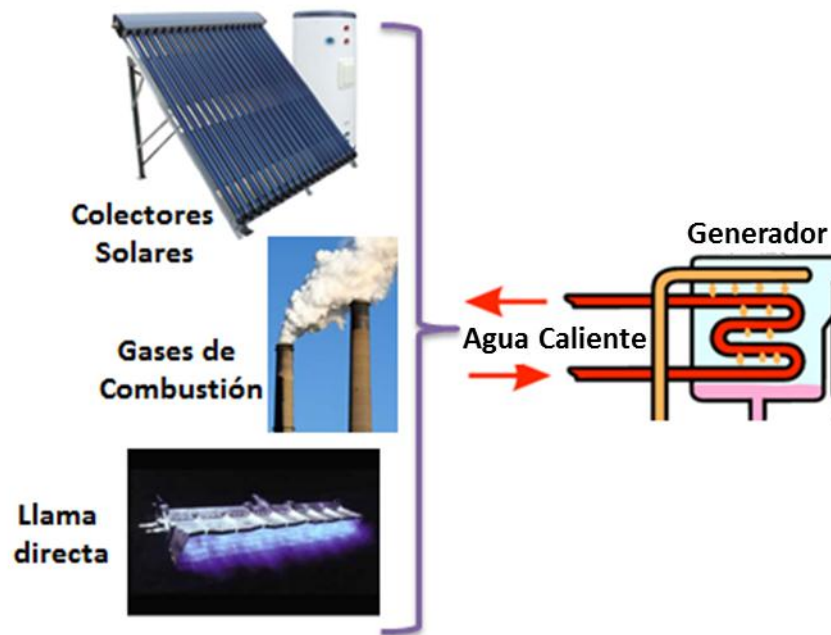 Colectores
Solares
Gases de
Combustión
Llama
directa
Generador
Agua Caliente